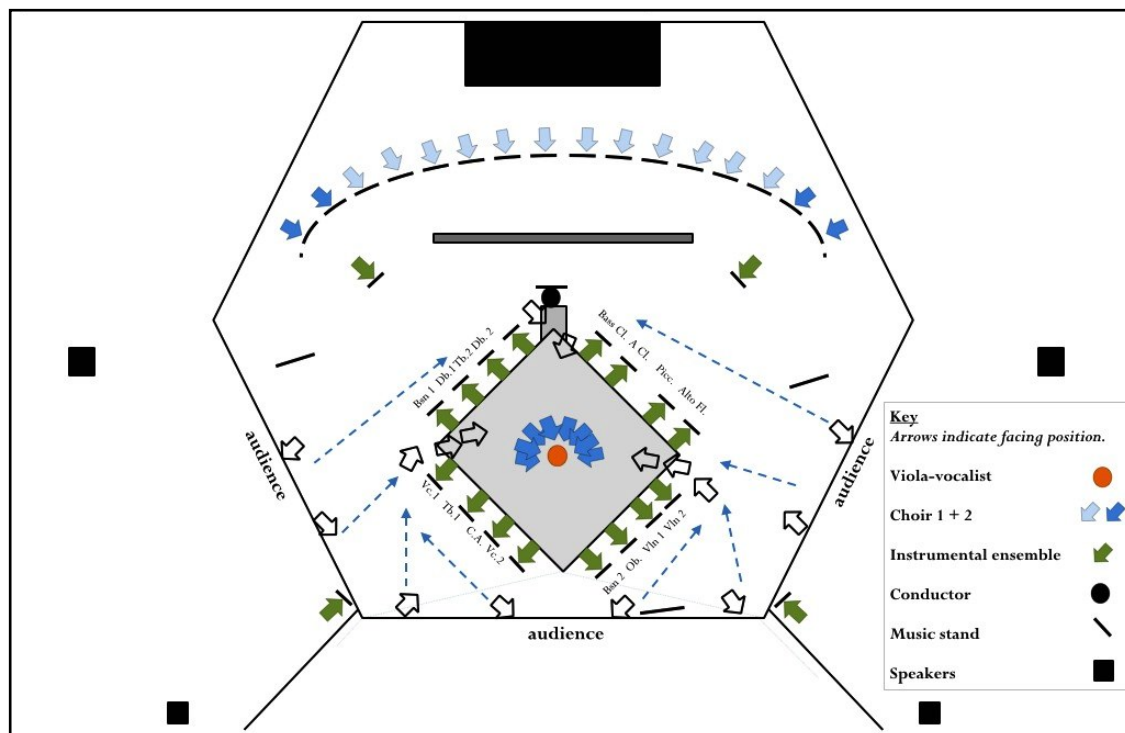 Bsn 1 Db.1 Tb.2 Db. 2
Bass Cl. A Cl. Picc. Alto Fl.
Vc.1 Tb.1 C.A. Vc.2
Bsn 2 Ob. Vln 1 Vln 2
audience
audience
audience
Key
Arrows indicate facing position.
Viola-vocalist
Choir 1 + 2
Instrumental ensemble
Conductor
Music stand
Speakers